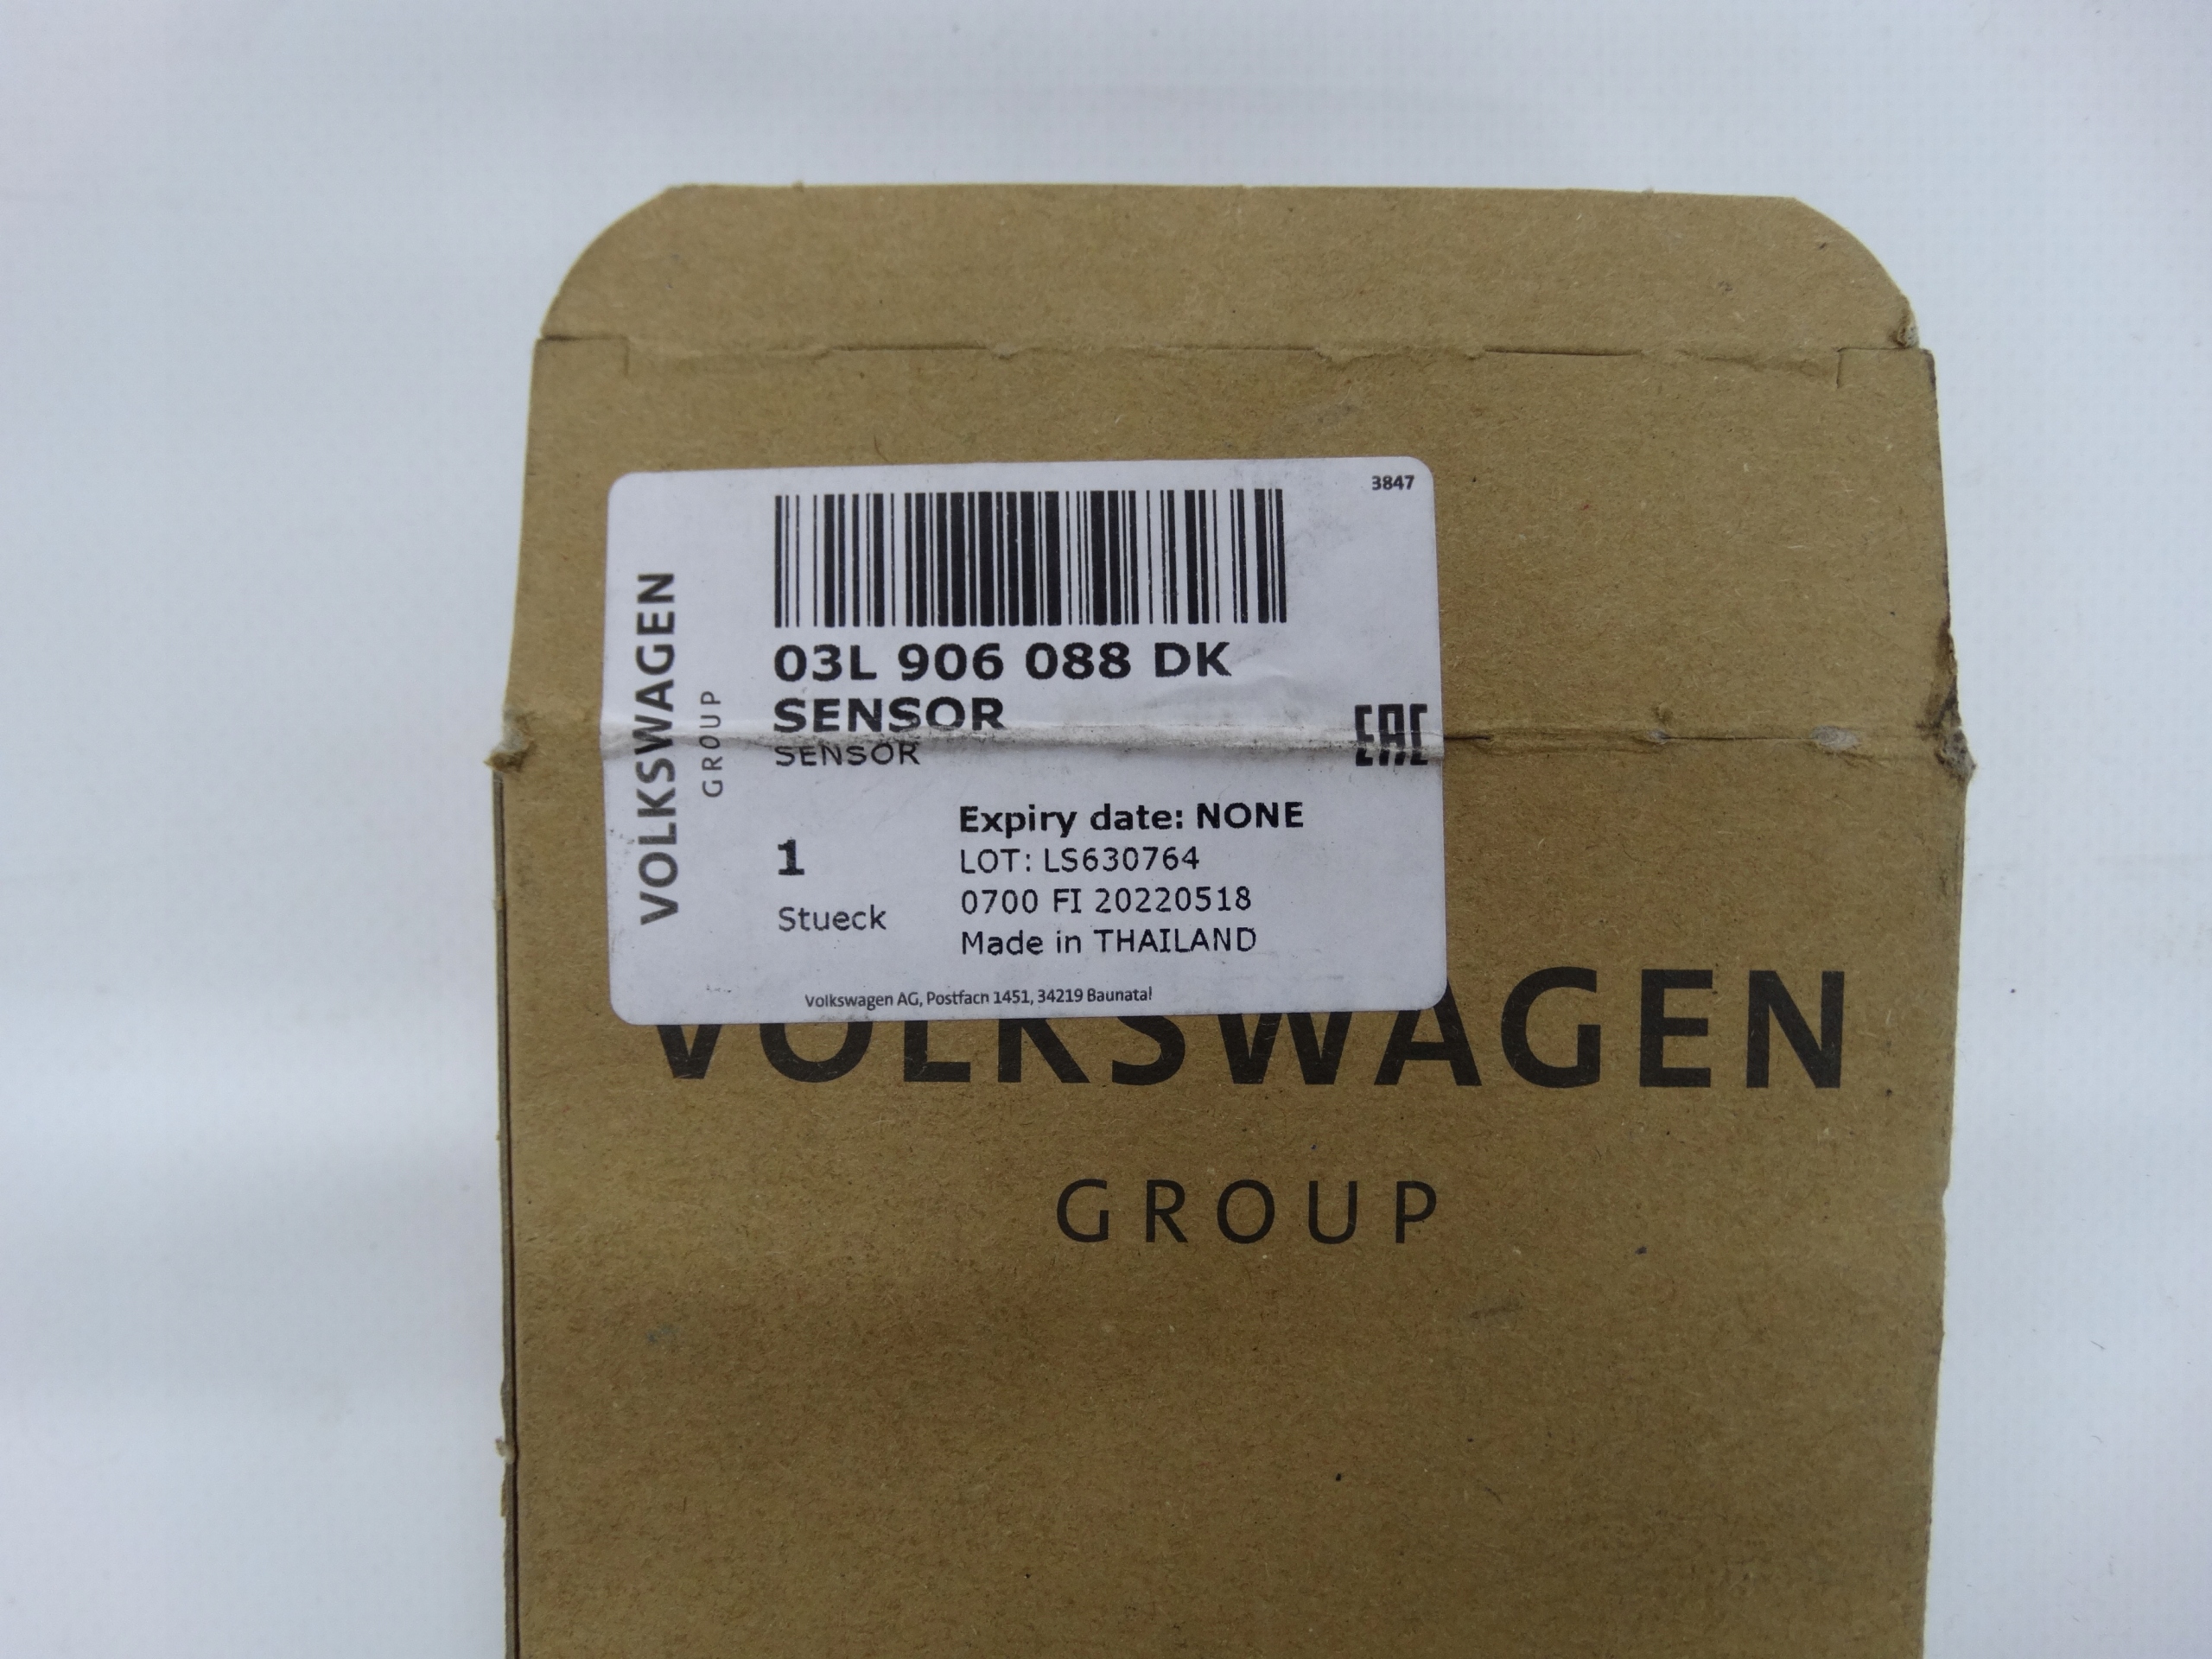 3847
VOLKSWAGEN
GROUP
03L 906 088 DK
SENSOR
SENSOR
EAC
1
Stueck
Expiry date: NONE
LOT: LS630764
0700 FI 20220518
Made in THAILAND
Volkswagen AG, Postfach 1451, 34219 Baunatal
VOLKSWAGEN
GROUP